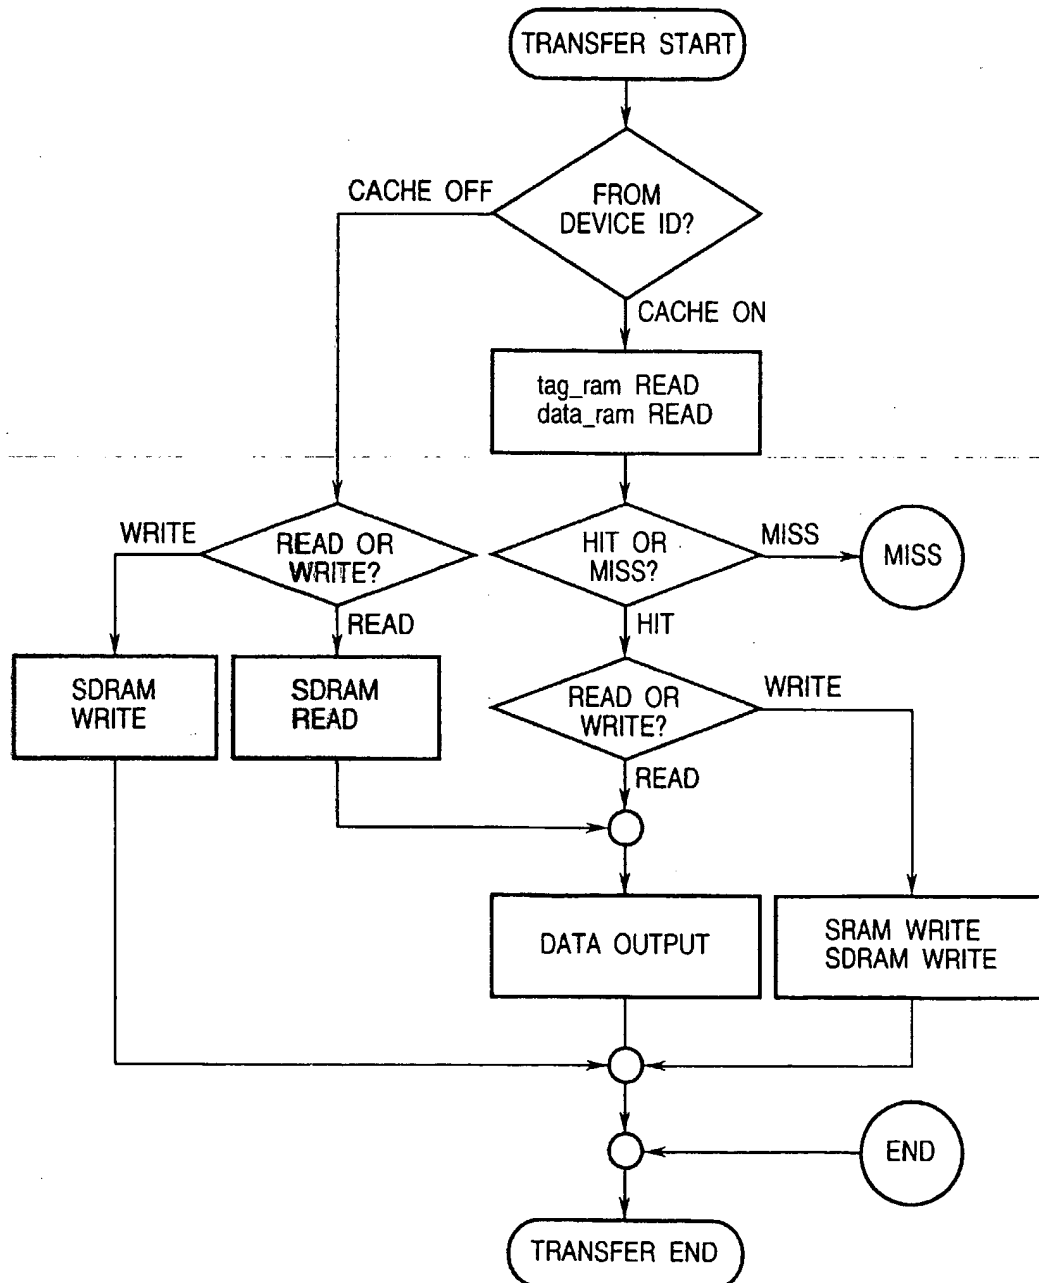 TRANSFER START
CACHE OFF
FROM
DEVICE ID?
CACHE ON
tag_ram READ
data_ram READ
WRITE
READ OR
WRITE?
HIT OR
MISS?
MISS
MISS
READ
HIT
SDRAM
WRITE
SDRAM
READ
READ OR
WRITE?
WRITE
READ
DATA OUTPUT
SRAM WRITE
SDRAM WRITE
END
TRANSFER END